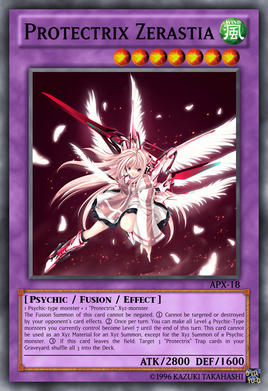 PROTECTRIX ZERASTIA
WIND
風
APX-18
[ PSYCHIC / FUSION / EFFECT ]
1 Psychic-type monster + 1 "Protectrix" Xyz-monster
The Fusion Summon of this card cannot be negated. ① Cannot be targeted or destroyed
by your opponent's card effects. ② Once per turn: You can make all Level 4 Psychic-Type
monsters you currently control become Level 7 until the end of this turn. This card cannot
be used as an Xyz Material for an Xyz Summon, except for the Xyz Summon of a Psychic
monster. ③ If this card leaves the field: Target 3 "Protectrix" Trap cards in your
Graveyard; shuffle all 3 into the Deck.
ATK/2800 DEF/1600
© 1996 KAZUKI TAKAHASHI